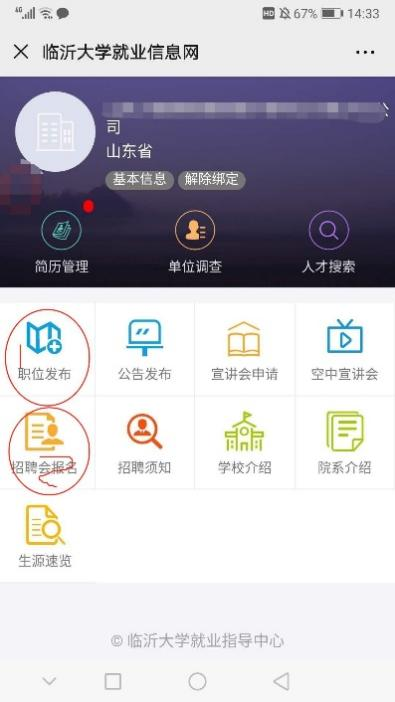 4G HD 67% 14:33
临沂大学就业信息网
司
山东省
基本信息 解除绑定
简历管理 单位调查 人才搜索
职位发布 公告发布 宣讲会申请 空中宣讲会
招聘会报名 招聘须知 学校介绍 院系介绍
生源速览
© 临沂大学就业指导中心